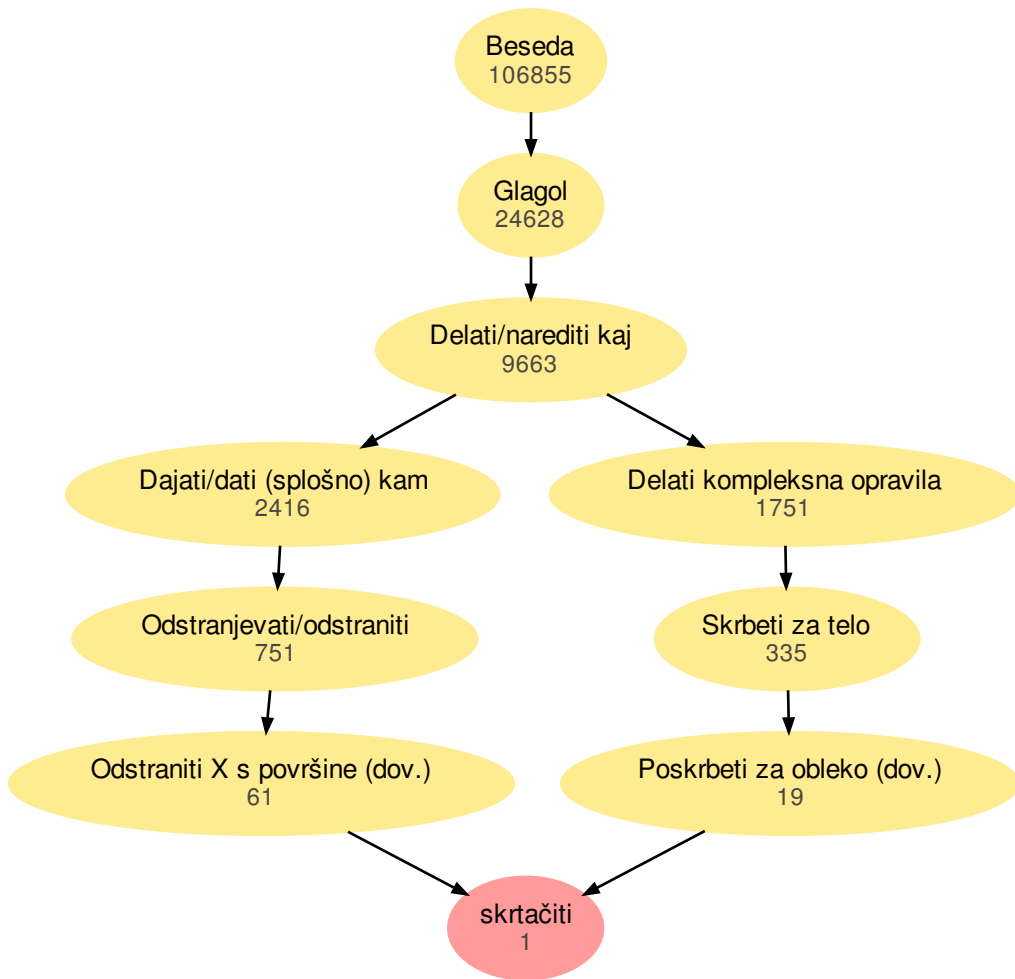 Beseda
106855
Glagol
24628
Delati/narediti kaj
9663
Dajati/dati (splošno) kam
2416
Delati kompleksna opravila
1751
Odstranjevati/odstraniti
751
Skrbeti za telo
335
Odstraniti X s površine (dov.)
61
Poskrbeti za obleko (dov.)
19
skrtačiti
1